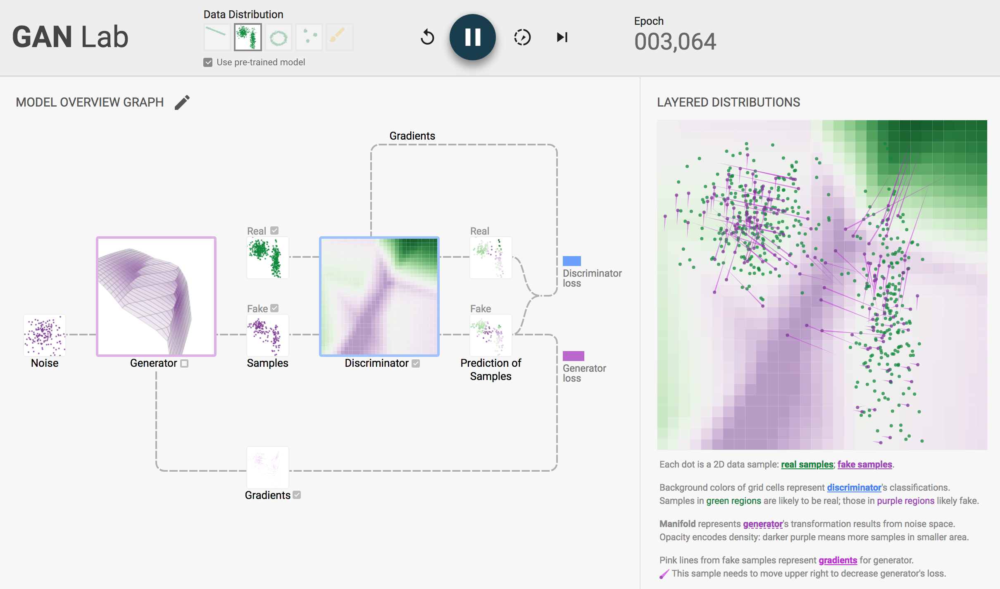 GAN Lab
Data Distribution
Use pre-trained model
Epoch
003,064
MODEL OVERVIEW GRAPH
Gradients
Real
Real
Discriminator
loss
Fake
Fake
Noise
Generator
Samples
Discriminator
Prediction of
Samples
Generator
loss
Gradients
LAYERED DISTRIBUTIONS
Each dot is a 2D data sample: real samples; fake samples.
Background colors of grid cells represent discriminator's classifications.
Samples in green regions are likely to be real; those in purple regions likely fake.
Manifold represents generator's transformation results from noise space.
Opacity encodes density: darker purple means more samples in smaller area.
Pink lines from fake samples represent gradients for generator.
This sample needs to move upper right to decrease generator's loss.